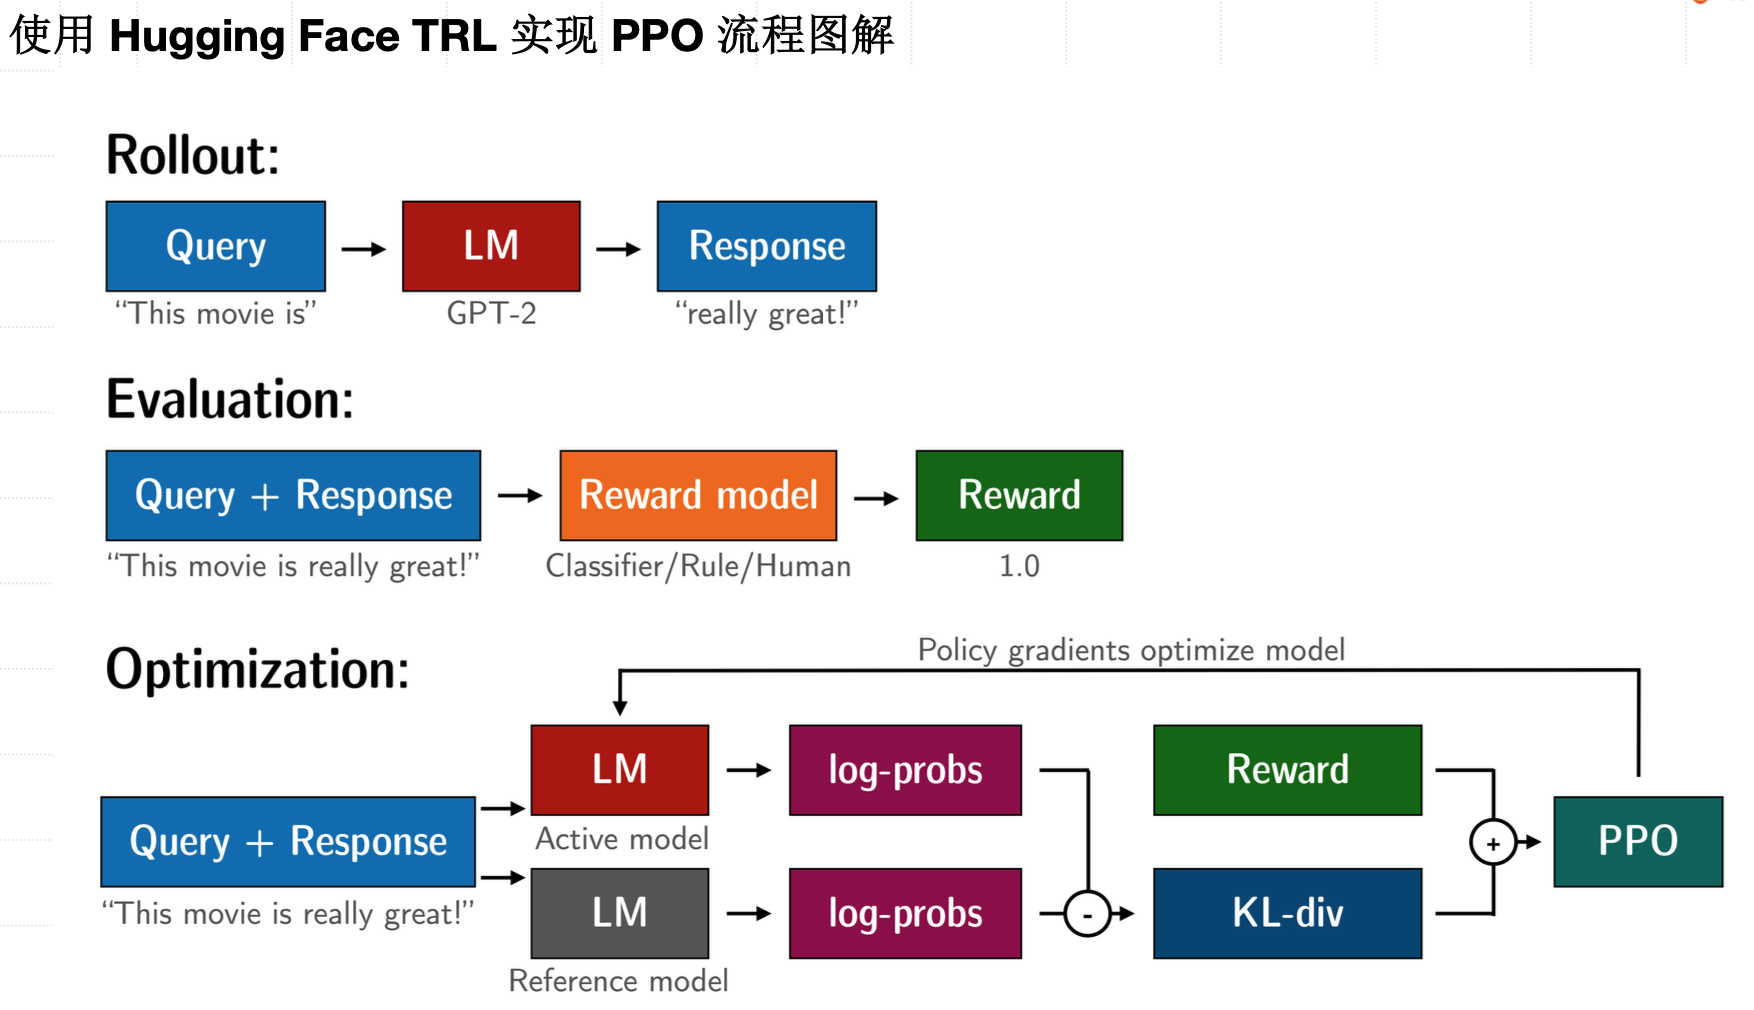 使用 Hugging Face TRL 实现 PPO 流程图解
Rollout:
Query
LM
Response
“This movie is”
GPT-2
“really great!”
Evaluation:
Query + Response
Reward model
Reward
“This movie is really great!”
Classifier/Rule/Human
1.0
Optimization:
Policy gradients optimize model
LM
log-probs
Reward
Active model
Query + Response
+
PPO
“This movie is really great!”
LM
log-probs
-
KL-div
Reference model